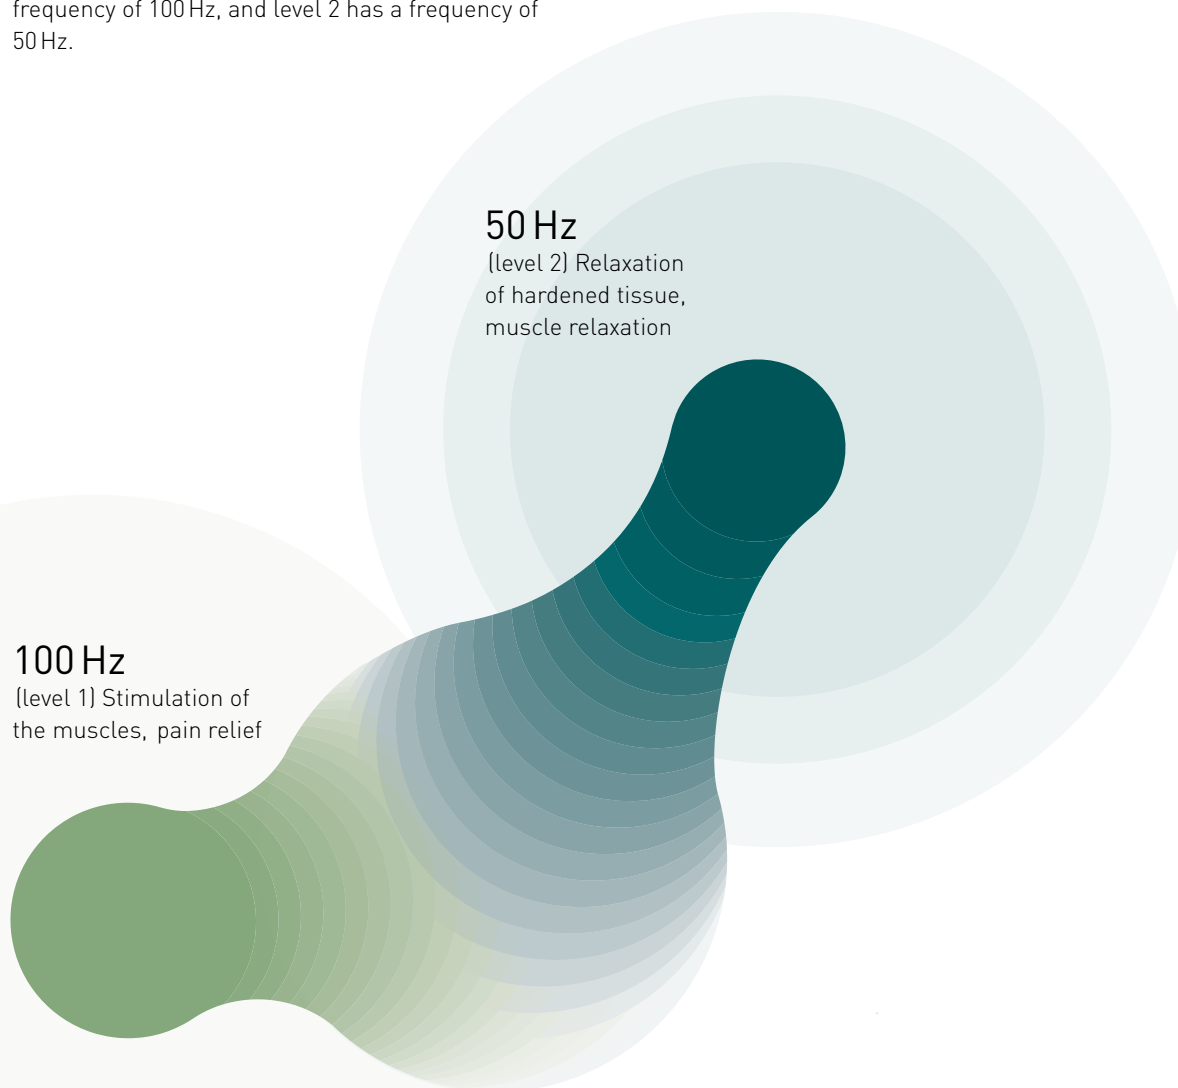 frequency of 100 Hz, and level 2 has a frequency of
50 Hz.
50 Hz
(level 2) Relaxation
of hardened tissue,
muscle relaxation
100 Hz
(level 1) Stimulation of
the muscles, pain relief